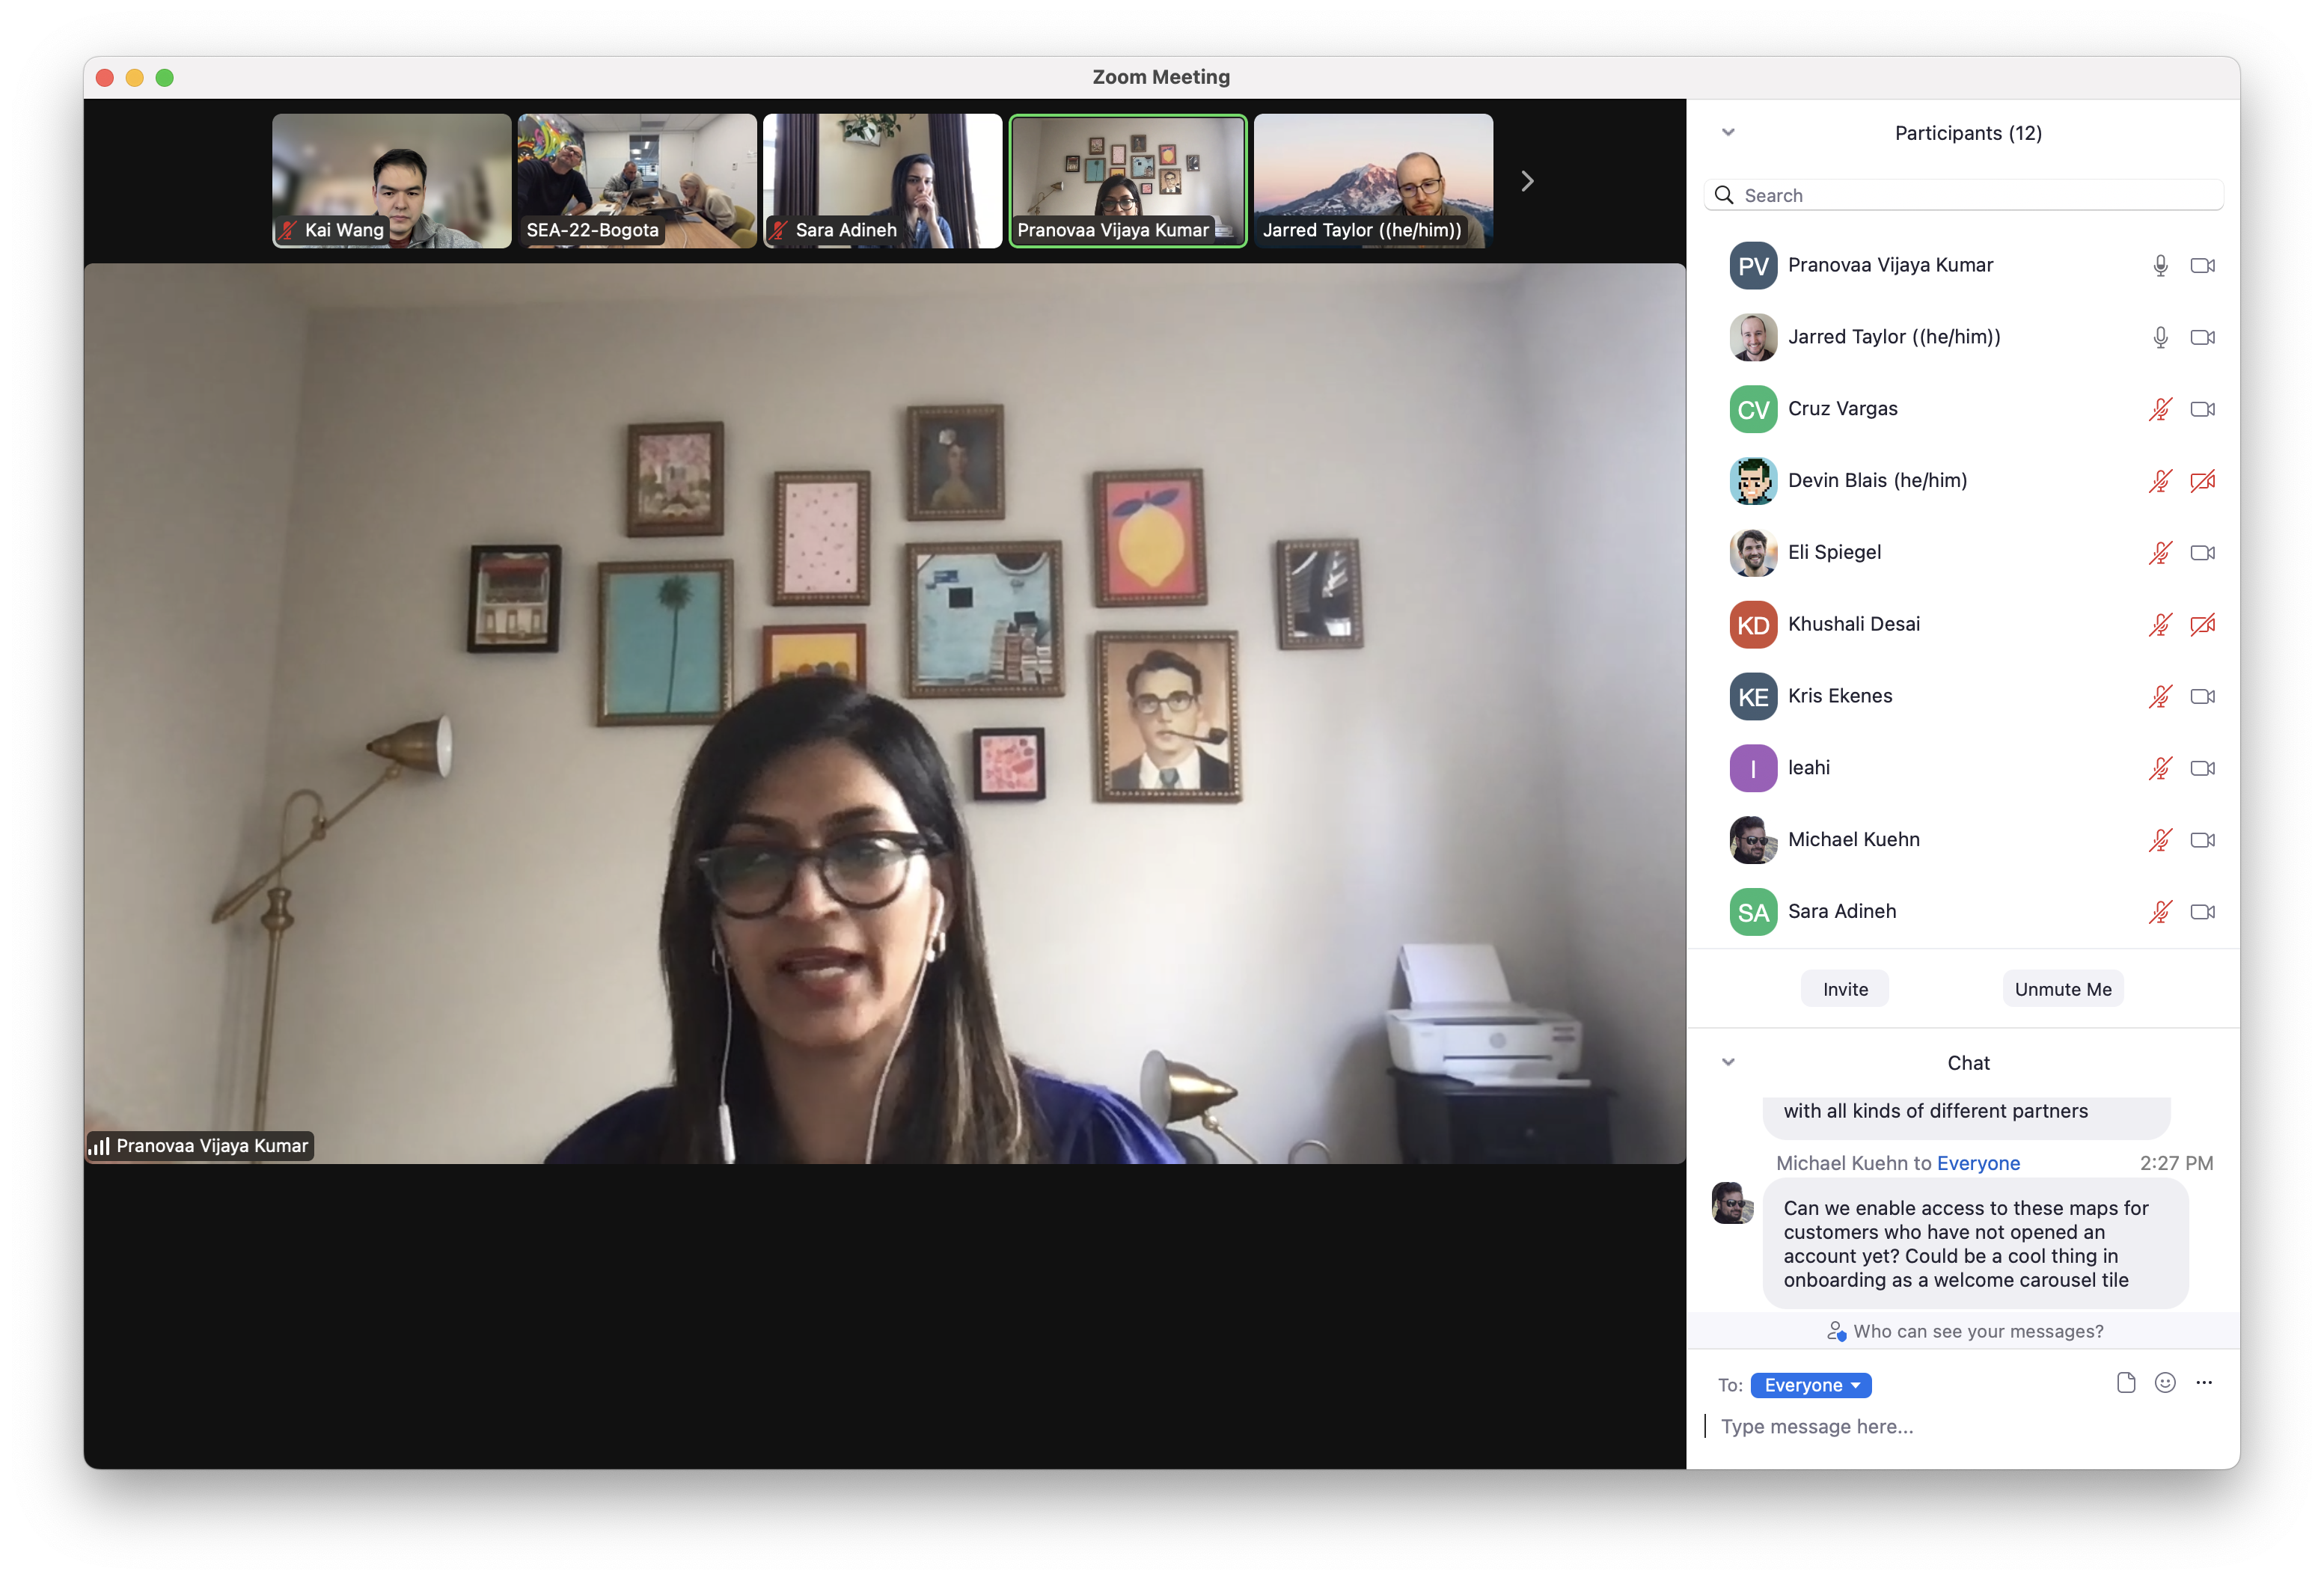 Zoom Meeting
Kai Wang
SEA-22-Bogota
Sara Adineh
Pranovaa Vijaya Kumar
Jarred Taylor ((he/him))
Pranovaa Vijaya Kumar
Participants (12)
Search
PV Pranovaa Vijaya Kumar
Jarred Taylor ((he/him))
CV Cruz Vargas
Devin Blais (he/him)
Eli Spiegel
KD Khushali Desai
KE Kris Ekenes
l leahi
Michael Kuehn
SA Sara Adineh
Invite Unmute Me
Chat
with all kinds of different partners
Michael Kuehn to Everyone 2:27 PM
Can we enable access to these maps for
customers who have not opened an
account yet? Could be a cool thing in
onboarding as a welcome carousel tile
Who can see your messages?
To: Everyone
Type message here...